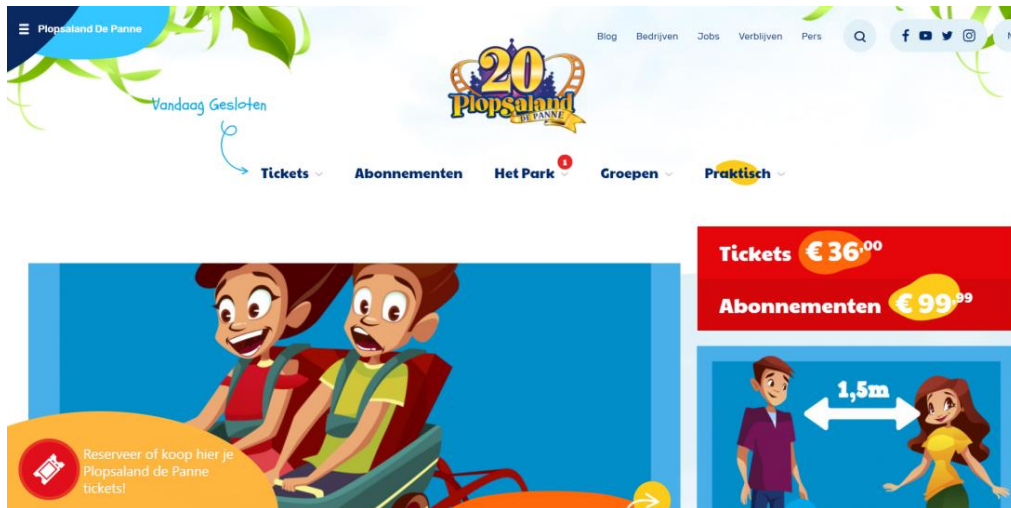 Plopsaland De Panne
Blog Bedrijven Jobs Verblijven Pers
N
20
Plopsaland
DE PANNE
Vandaag Gesloten
Tickets Abonnementen Het Park 1 Groepen Praktisch
Tickets € 36,00
Abonnementen € 99,99
1,5m
Reserveer of koop hier je
Plopsaland de Panne
tickets!